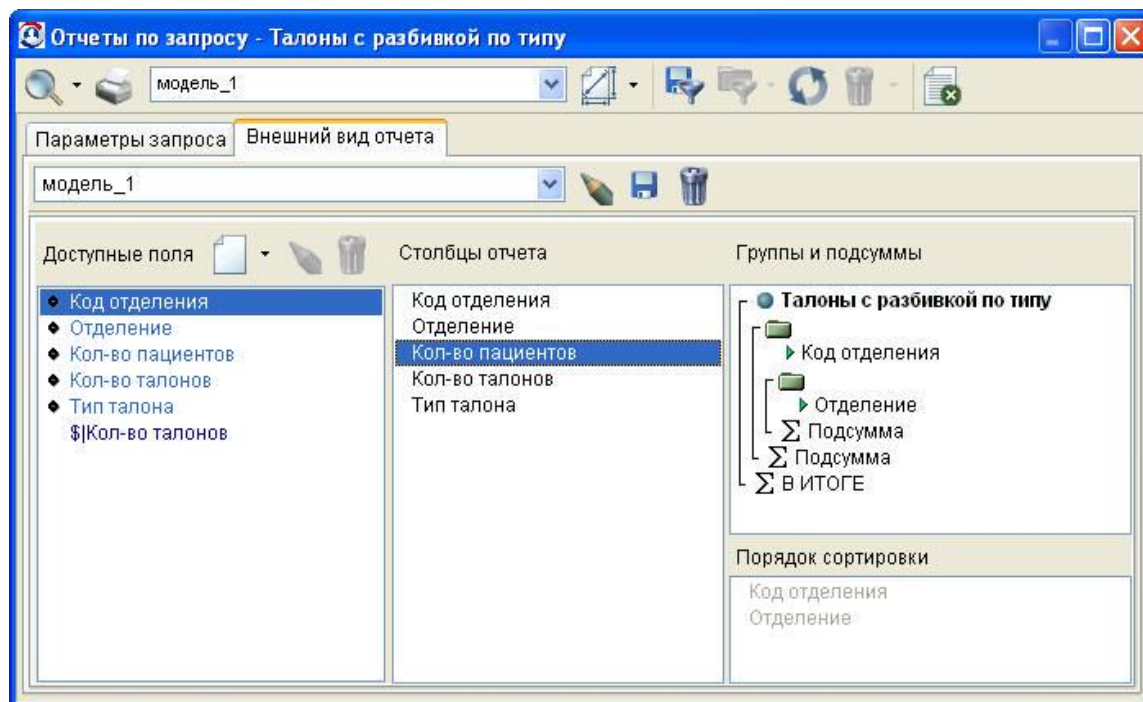 Отчеты по запросу - Талоны с разбивкой по типу
модель_1
Параметры запроса
Внешний вид отчета
модель_1
Доступные поля
Код отделения
Отделение
Кол-во пациентов
Кол-во талонов
Тип талона
$|Кол-во талонов
Столбцы отчета
Код отделения
Отделение
Кол-во пациентов
Кол-во талонов
Тип талона
Группы и подсуммы
Талоны с разбивкой по типу
Код отделения
Отделение
Σ Подсумма
Σ Подсумма
Σ В ИТОГЕ
Порядок сортировки
Код отделения
Отделение